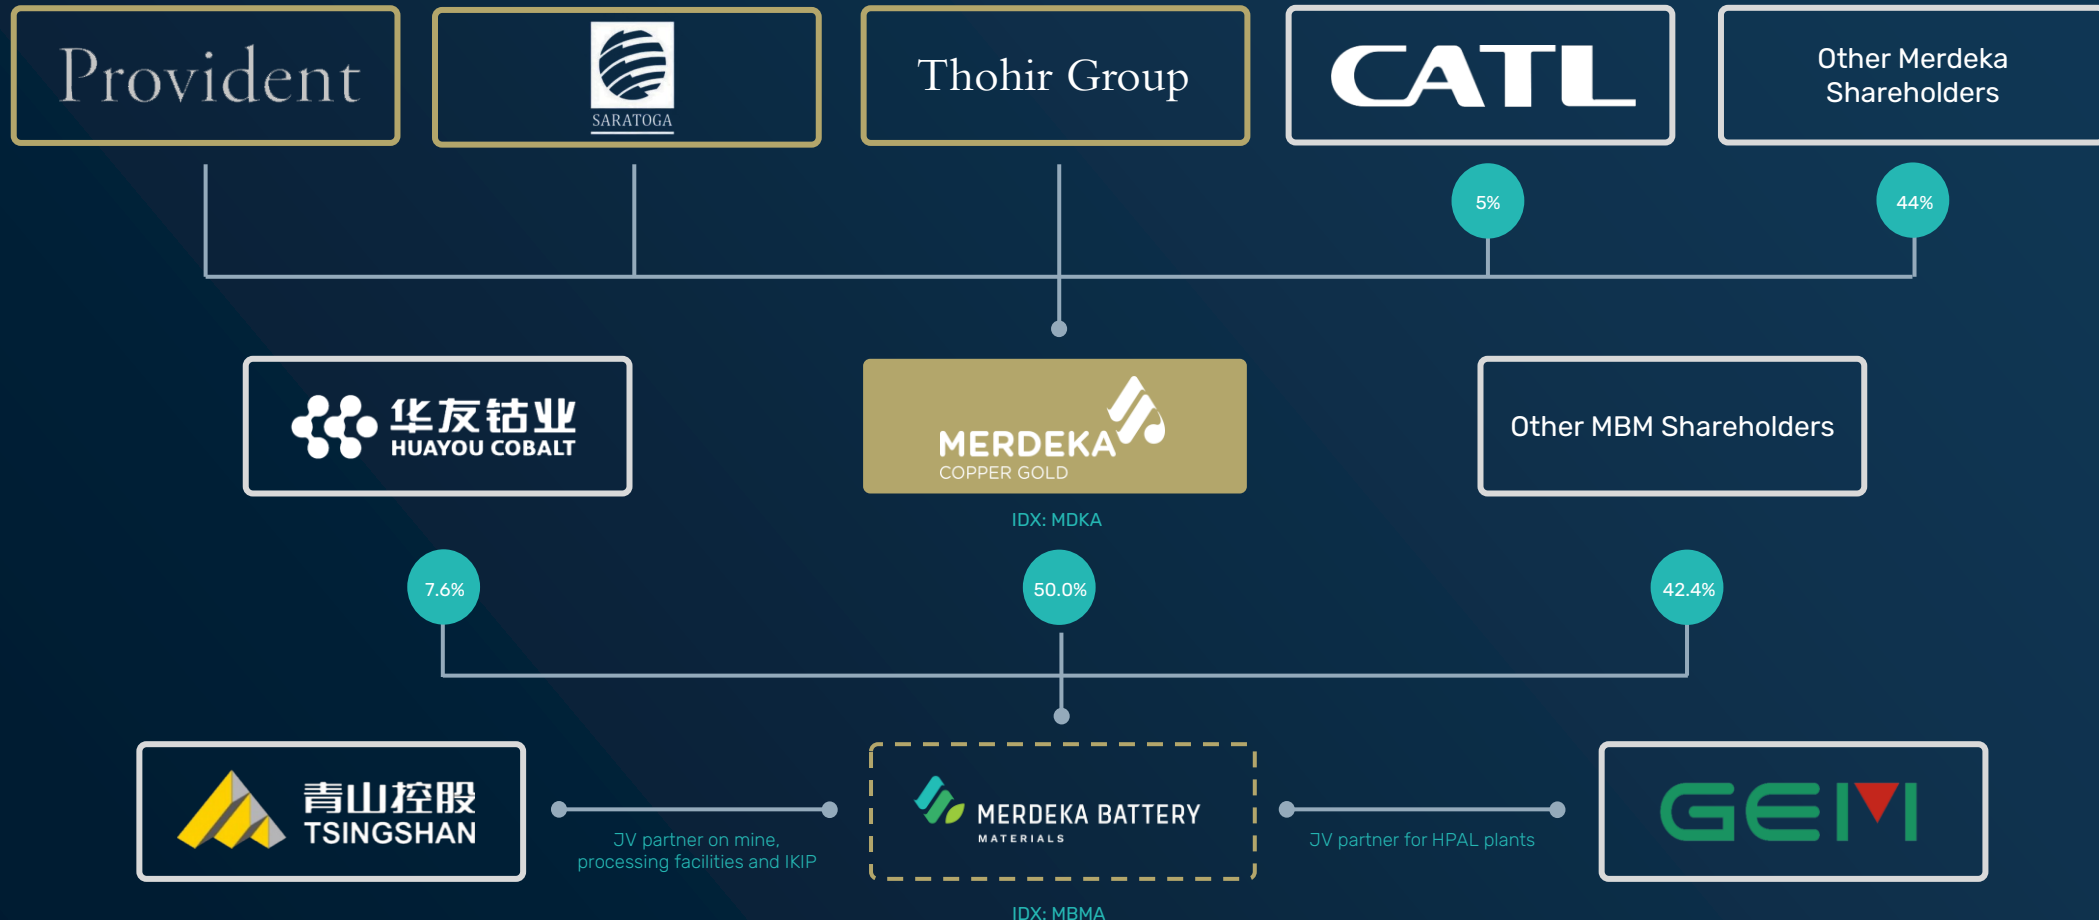 Provident
SARATOGA
Thohir Group
CATL
Other Merdeka
Shareholders
5%
44%
华友钴业
HUAYOU COBALT
MERDEKA
COPPER GOLD
Other MBM Shareholders
IDX: MDKA
7.6%
50.0%
42.4%
青山控股
TSINGSHAN
JV partner on mine,
processing facilities and IKIP
MERDEKA BATTERY
MATERIALS
JV partner for HPAL plants
GEM
IDX: MBMA